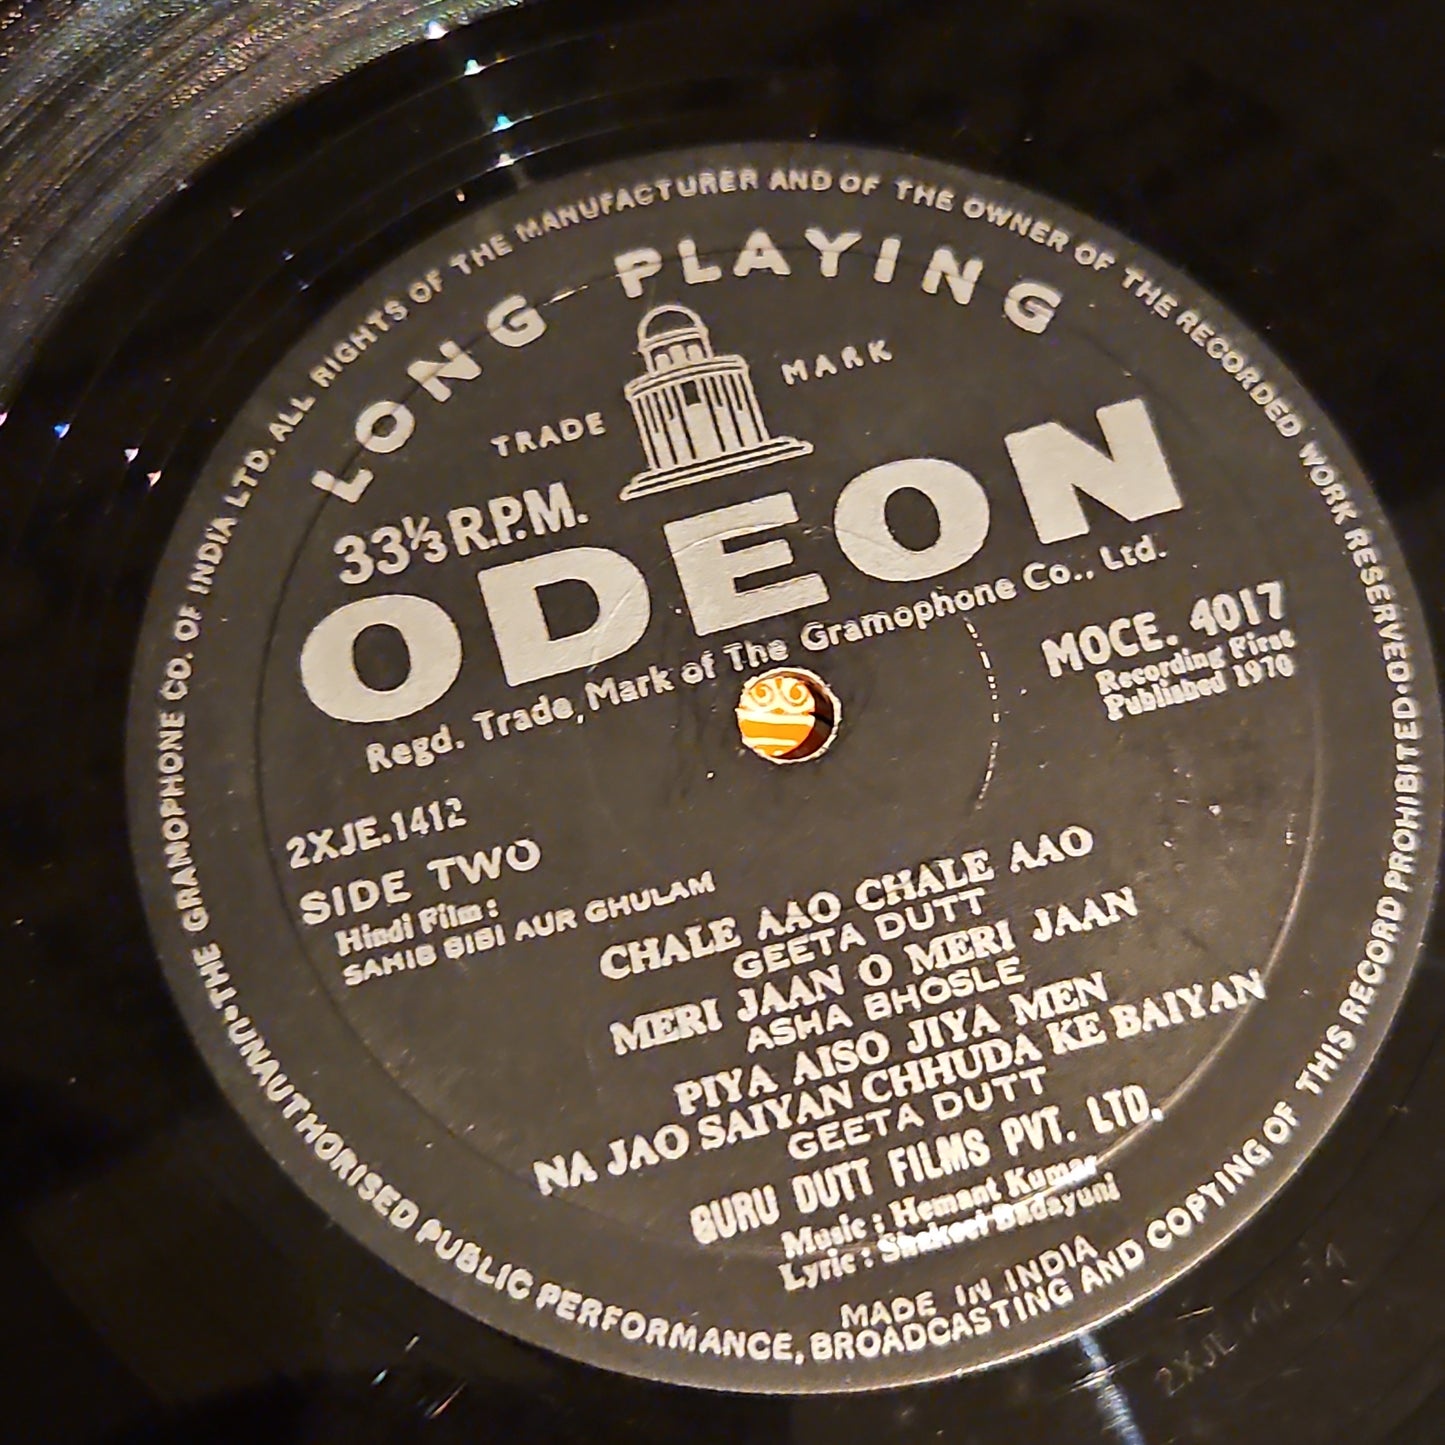 THE GRAMOPHONE CO. OF INDIA LTD. ALL RIGHTS OF THE MANUFACTURER AND OF THE OWNER OF THE RECORDED WORK RESERVED.
UNAUTHORISED PUBLIC PERFORMANCE, BROADCASTING AND COPYING OF THIS RECORD PROHIBITED.
LONG PLAYING
TRADE MARK
33⅓ R.P.M.
ODEON
Regd. Trade Mark of The Gramophone Co., Ltd.
MOCE. 4017
Recording First
Published 1970
2XJE.1412
SIDE TWO
Hindi Film :
SAHIB BIBI AUR GHULAM
CHALE AAO CHALE AAO
GEETA DUTT
MERI JAAN O MERI JAAN
ASHA BHOSLE
PIYA AISO JIYA MEN
NA JAO SAIYAN CHHUDA KE BAIYAN
GEETA DUTT
GURU DUTT FILMS PVT. LTD.
Music : Hemant Kumar
Lyric : Shakeel Badayuni
MADE IN INDIA
2XJE